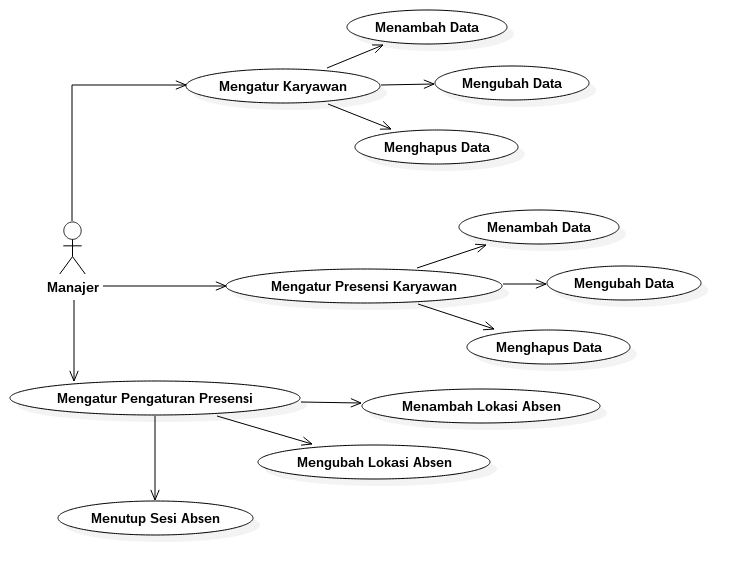 Menambah Data
Mengatur Karyawan
Mengubah Data
Menghapus Data
Manajer
Menambah Data
Mengatur Presensi Karyawan
Mengubah Data
Menghapus Data
Mengatur Pengaturan Presensi
Menambah Lokasi Absen
Mengubah Lokasi Absen
Menutup Sesi Absen